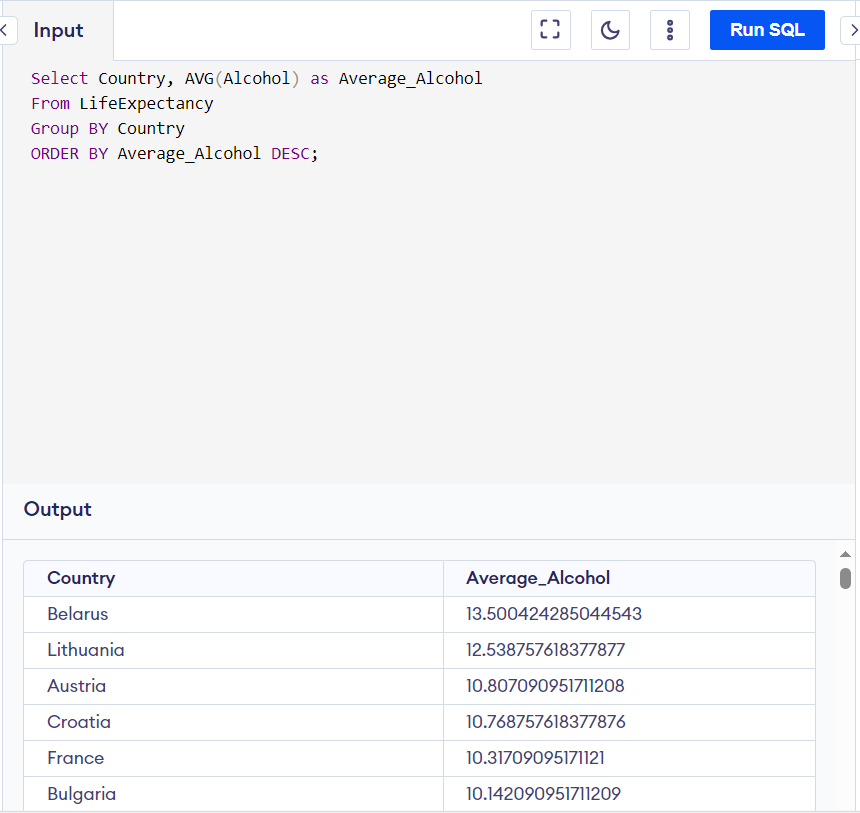 Input
Run SQL
Select Country, AVG(Alcohol) as Average_Alcohol
From LifeExpectancy
Group BY Country
ORDER BY Average_Alcohol DESC;
Output
Country Average_Alcohol
Belarus 13.500424285044543
Lithuania 12.538757618377877
Austria 10.807090951711208
Croatia 10.768757618377876
France 10.31709095171121
Bulgaria 10.142090951711209